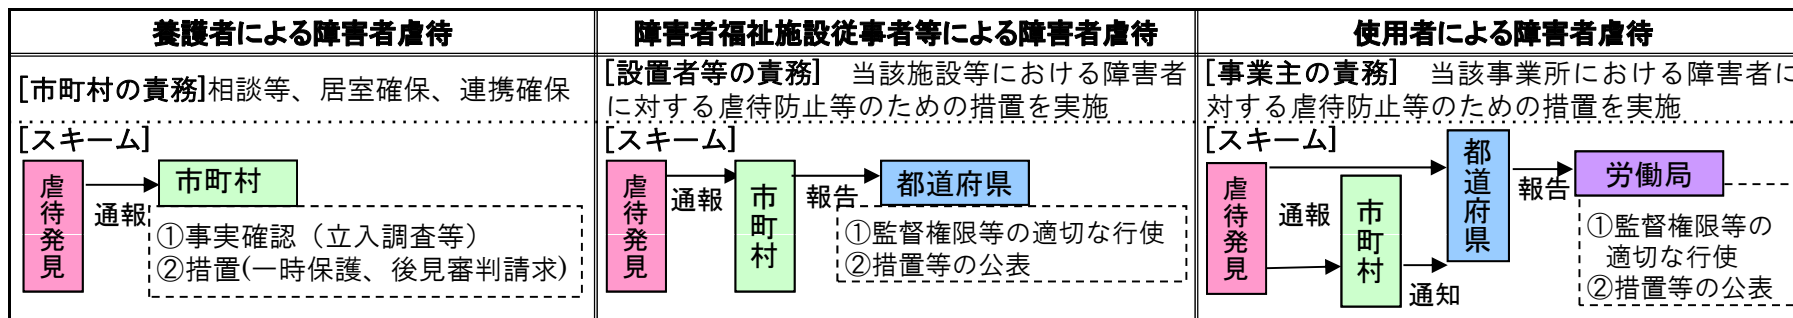 養護者による障害者虐待
[市町村の責務]相談等、居室確保、連携確保
[スキーム]
虐待発見
通報
市町村
①事実確認（立入調査等）
②措置(一時保護、後見審判請求)
障害者福祉施設従事者等による障害者虐待
[設置者等の責務]　当該施設等における障害者
に対する虐待防止等のための措置を実施
[スキーム]
虐待発見
通報
市町村
報告
都道府県
①監督権限等の適切な行使
②措置等の公表
使用者による障害者虐待
[事業主の責務]　当該事業所における障害者に
対する虐待防止等のための措置を実施
[スキーム]
虐待発見
通報
市町村
通知
都道府県
報告
労働局
①監督権限等の
適切な行使
②措置等の公表